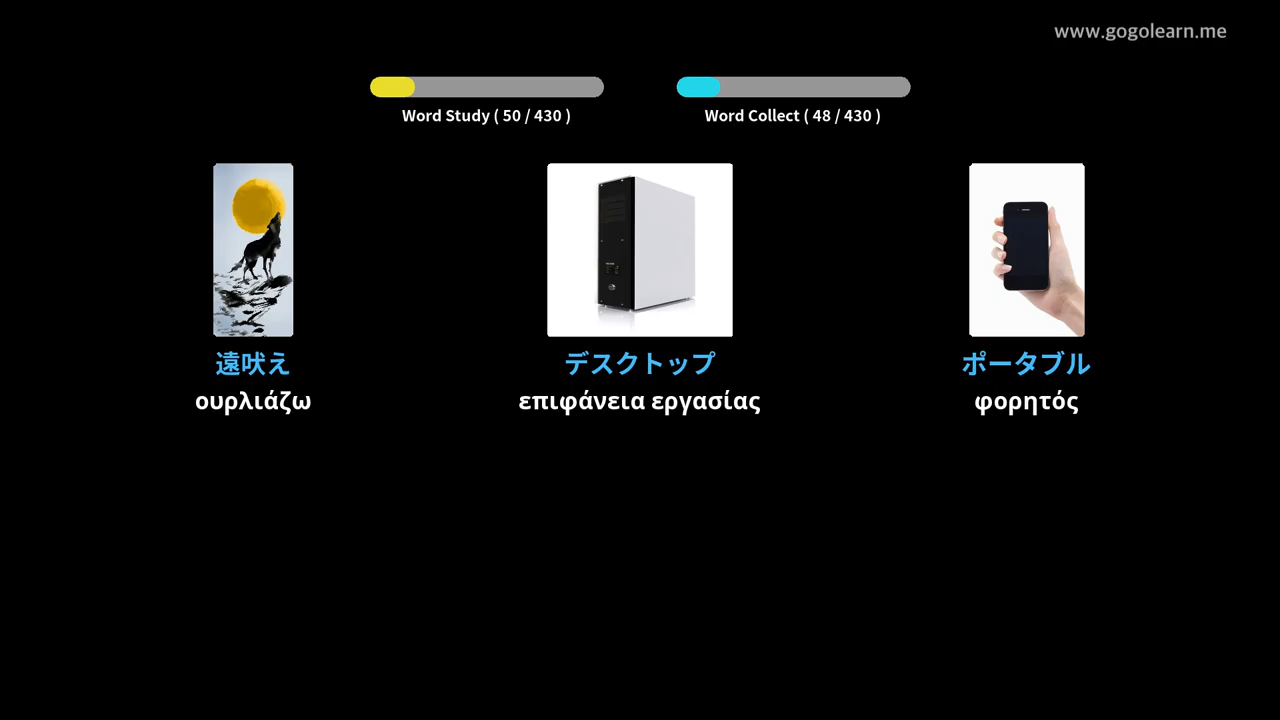 www.gogolearn.me
Word Study ( 50 / 430 )
Word Collect ( 48 / 430 )
遠吠え
ουρλιάζω
デスクトップ
επιφάνεια εργασίας
ポータブル
φορητός